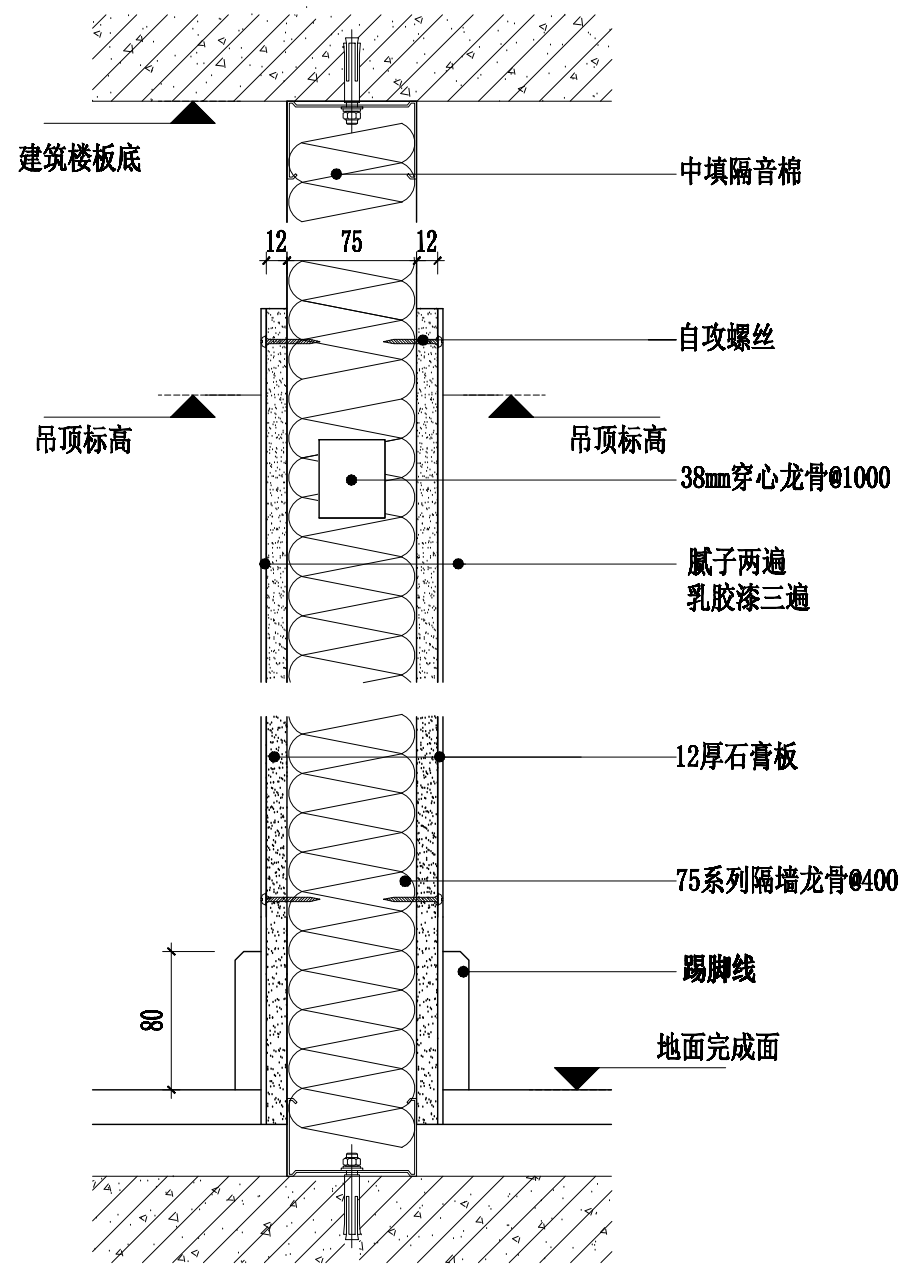 建筑楼板底
中填隔音棉
12
75
12
自攻螺丝
吊顶标高
吊顶标高
38mm穿心龙骨@1000
腻子两遍
乳胶漆三遍
12厚石膏板
75系列隔墙龙骨@400
踢脚线
80
地面完成面